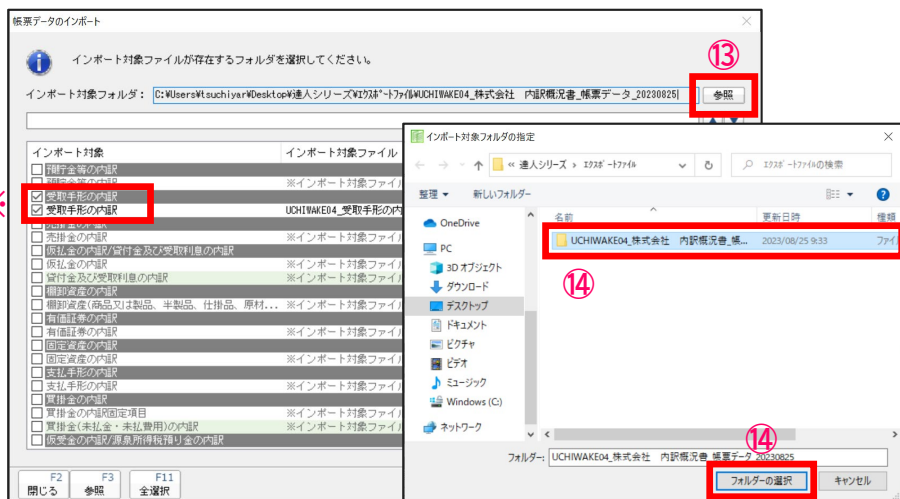 帳票データのインポート
⑬
インポート対象ファイルが存在するフォルダを選択してください。
インポート対象フォルダ: C:¥Users¥tsuchiyar¥Desktop¥達人シリーズ¥ｴｸｽﾎﾟｰﾄﾌｧｲﾙ¥UCHIWAKE04_株式会社 内訳概況書_帳票データ_20230825
参照
インポート対象 インポート対象ファイル
預貯金等の内訳
預貯金等の内訳 ※インポート対象ファイ
受取手形の内訳
※
受取手形の内訳 UCHIWAKE04_受取手形の内
売掛金の内訳
売掛金の内訳 ※インポート対象ファイ
仮払金の内訳/貸付金及び受取利息の内訳
仮払金の内訳 ※インポート対象ファイ
貸付金及び受取利息の内訳 ※インポート対象ファイ
棚卸資産の内訳
棚卸資産(商品又は製品、半製品、仕掛品、原材... ※インポート対象ファイ
有価証券の内訳
有価証券の内訳 ※インポート対象ファイ
固定資産の内訳
固定資産の内訳 ※インポート対象ファイ
支払手形の内訳
支払手形の内訳 ※インポート対象ファイ
買掛金の内訳
買掛金の内訳固定項目 ※インポート対象ファイ
買掛金(未払金・未払費用)の内訳 ※インポート対象ファイ
仮受金の内訳/源泉所得税預り金の内訳
F2 F3 F11
閉じる 参照 全選択
インポート対象フォルダの指定
« 達人シリーズ › ｴｸｽﾎﾟｰﾄﾌｧｲﾙ
ｴｸｽﾎﾟｰﾄﾌｧｲﾙの検索
整理 新しいフォルダー
OneDrive
PC
3D オブジェクト
ダウンロード
デスクトップ
ドキュメント
ピクチャ
ビデオ
ミュージック
Windows (C:)
ネットワーク
名前 更新日時 種類
UCHIWAKE04_株式会社 内訳概況書_帳... 2023/08/25 9:33 ファイ
⑭
⑭
フォルダー: UCHIWAKE04_株式会社 内訳概況書_帳票データ_20230825
フォルダーの選択 キャンセル